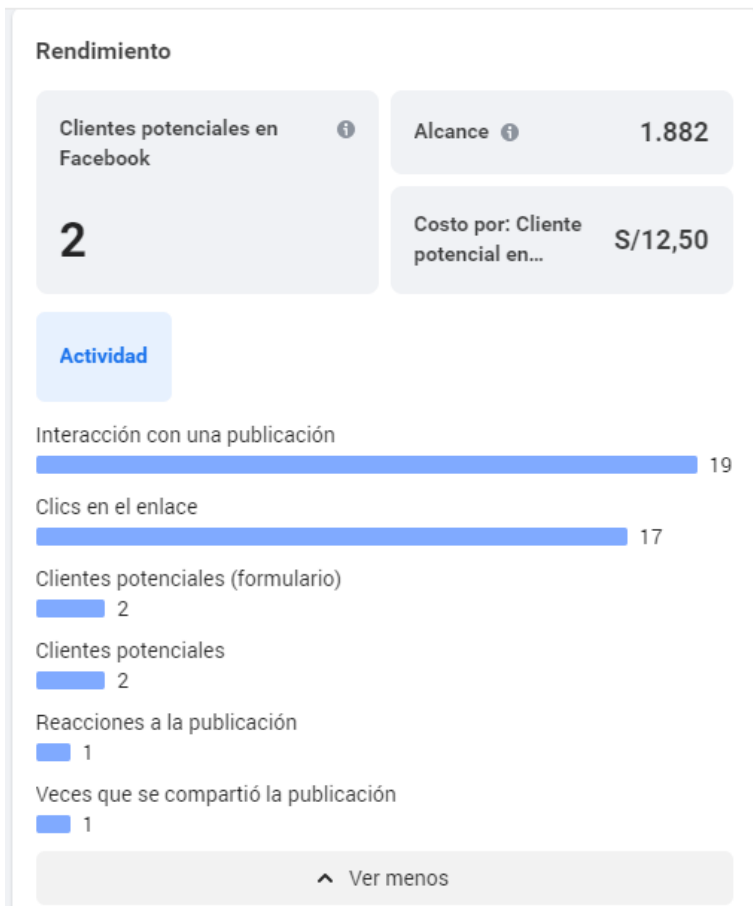 Rendimiento
Clientes potenciales en
Facebook
2
Alcance
1.882
Costo por: Cliente
potencial en...
S/12,50
Actividad
Interacción con una publicación
19
Clics en el enlace
17
Clientes potenciales (formulario)
2
Clientes potenciales
2
Reacciones a la publicación
1
Veces que se compartió la publicación
1
Ver menos